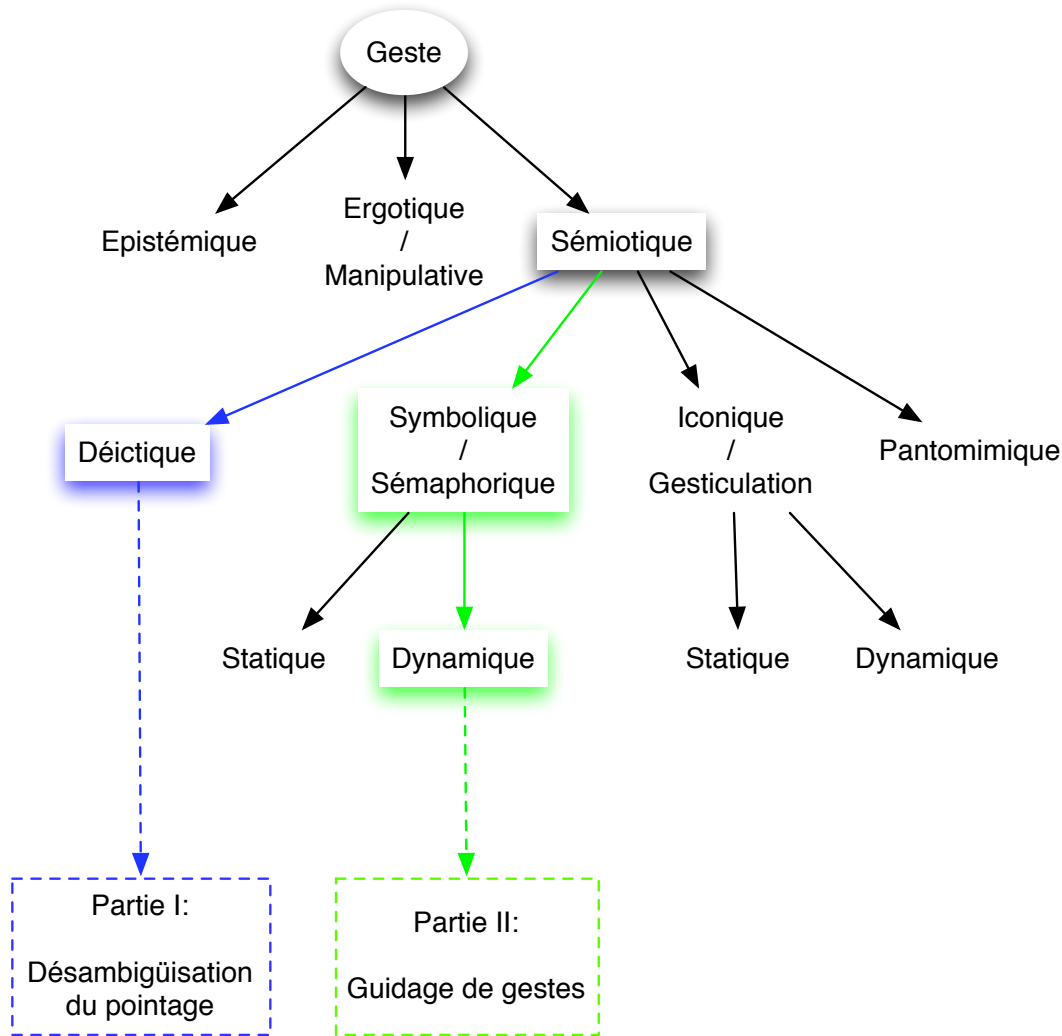 Geste
Epistémique
Ergotique
/
Manipulative
Sémiotique
Déictique
Symbolique
/
Sémaphorique
Iconique
/
Gesticulation
Pantomimique
Statique
Dynamique
Statique
Dynamique
Partie I:
Désambigüisation
du pointage
Partie II:
Guidage de gestes